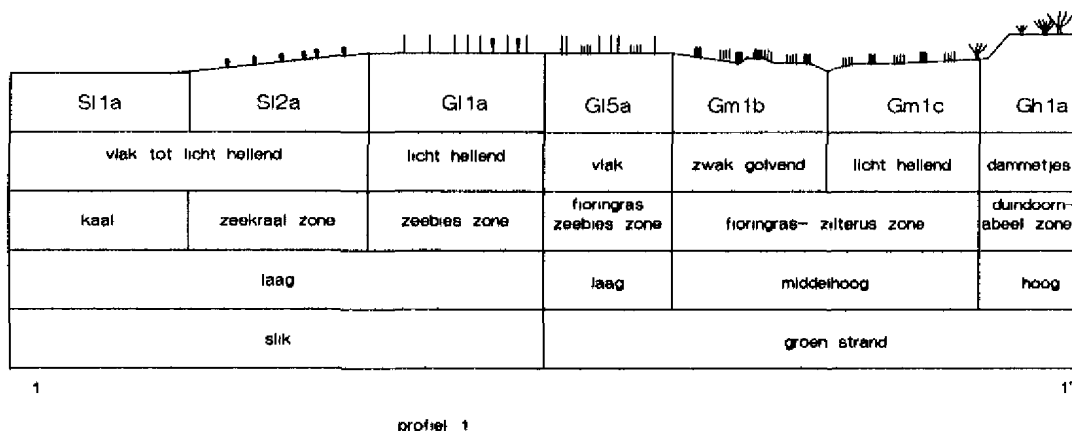 Sl1a Sl2a Gl1a Gl5a Gm1b Gm1c Gh1a
vlak tot licht hellend licht hellend vlak zwak golvend licht hellend dammetjes
kaal zeekraal zone zeebies zone fioringras zeebies zone fioringras- zilterus zone duindoorn- abeel zone
laag laag middelhoog hoog
slik groen strand
1 1'
profiel 1